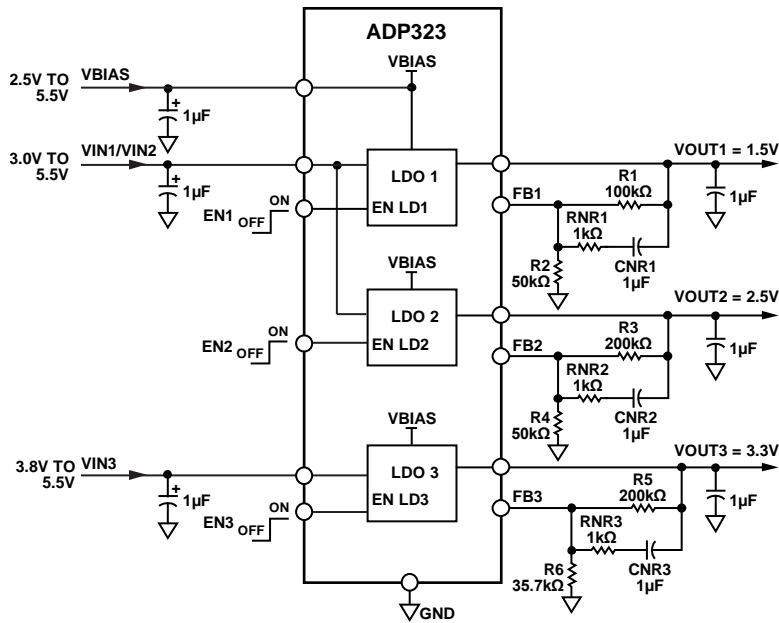 ADP323
VBIAS
2.5V TO
5.5V
VBIAS
+
1µF
3.0V TO
5.5V
VIN1/VIN2
+
1µF
LDO 1
EN LD1
EN1
OFF
ON
VOUT1 = 1.5V
FB1
R1
100kΩ
1µF
RNR1
1kΩ
CNR1
1µF
R2
50kΩ
VBIAS
LDO 2
EN LD2
EN2
OFF
ON
VOUT2 = 2.5V
FB2
R3
200kΩ
1µF
RNR2
1kΩ
CNR2
1µF
R4
50kΩ
VBIAS
3.8V TO
5.5V
VIN3
+
1µF
LDO 3
EN LD3
EN3
OFF
ON
VOUT3 = 3.3V
FB3
R5
200kΩ
1µF
RNR3
1kΩ
CNR3
1µF
R6
35.7kΩ
GND